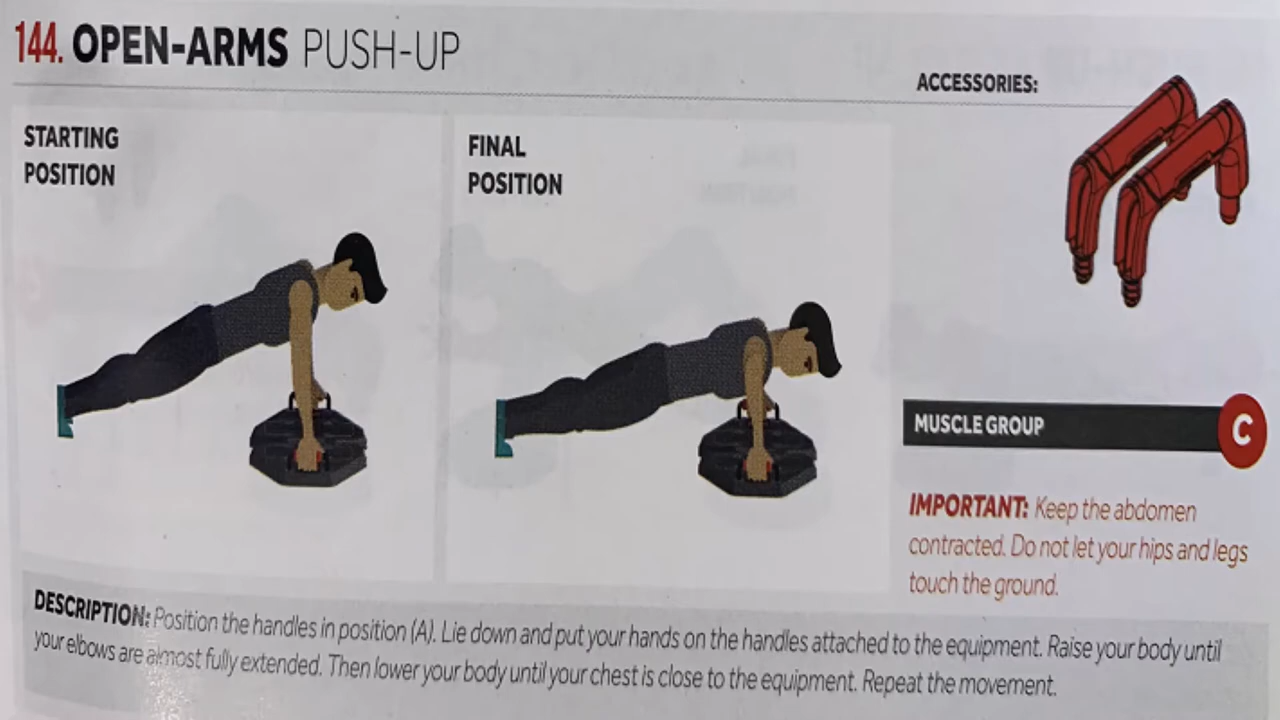 144. OPEN-ARMS PUSH-UP
ACCESSORIES:
STARTING
POSITION
FINAL
POSITION
MUSCLE GROUP C
IMPORTANT: Keep the abdomen
contracted. Do not let your hips and legs
touch the ground.
DESCRIPTION: Position the handles in position (A). Lie down and put your hands on the handles attached to the equipment. Raise your body until
your elbows are almost fully extended. Then lower your body until your chest is close to the equipment. Repeat the movement.